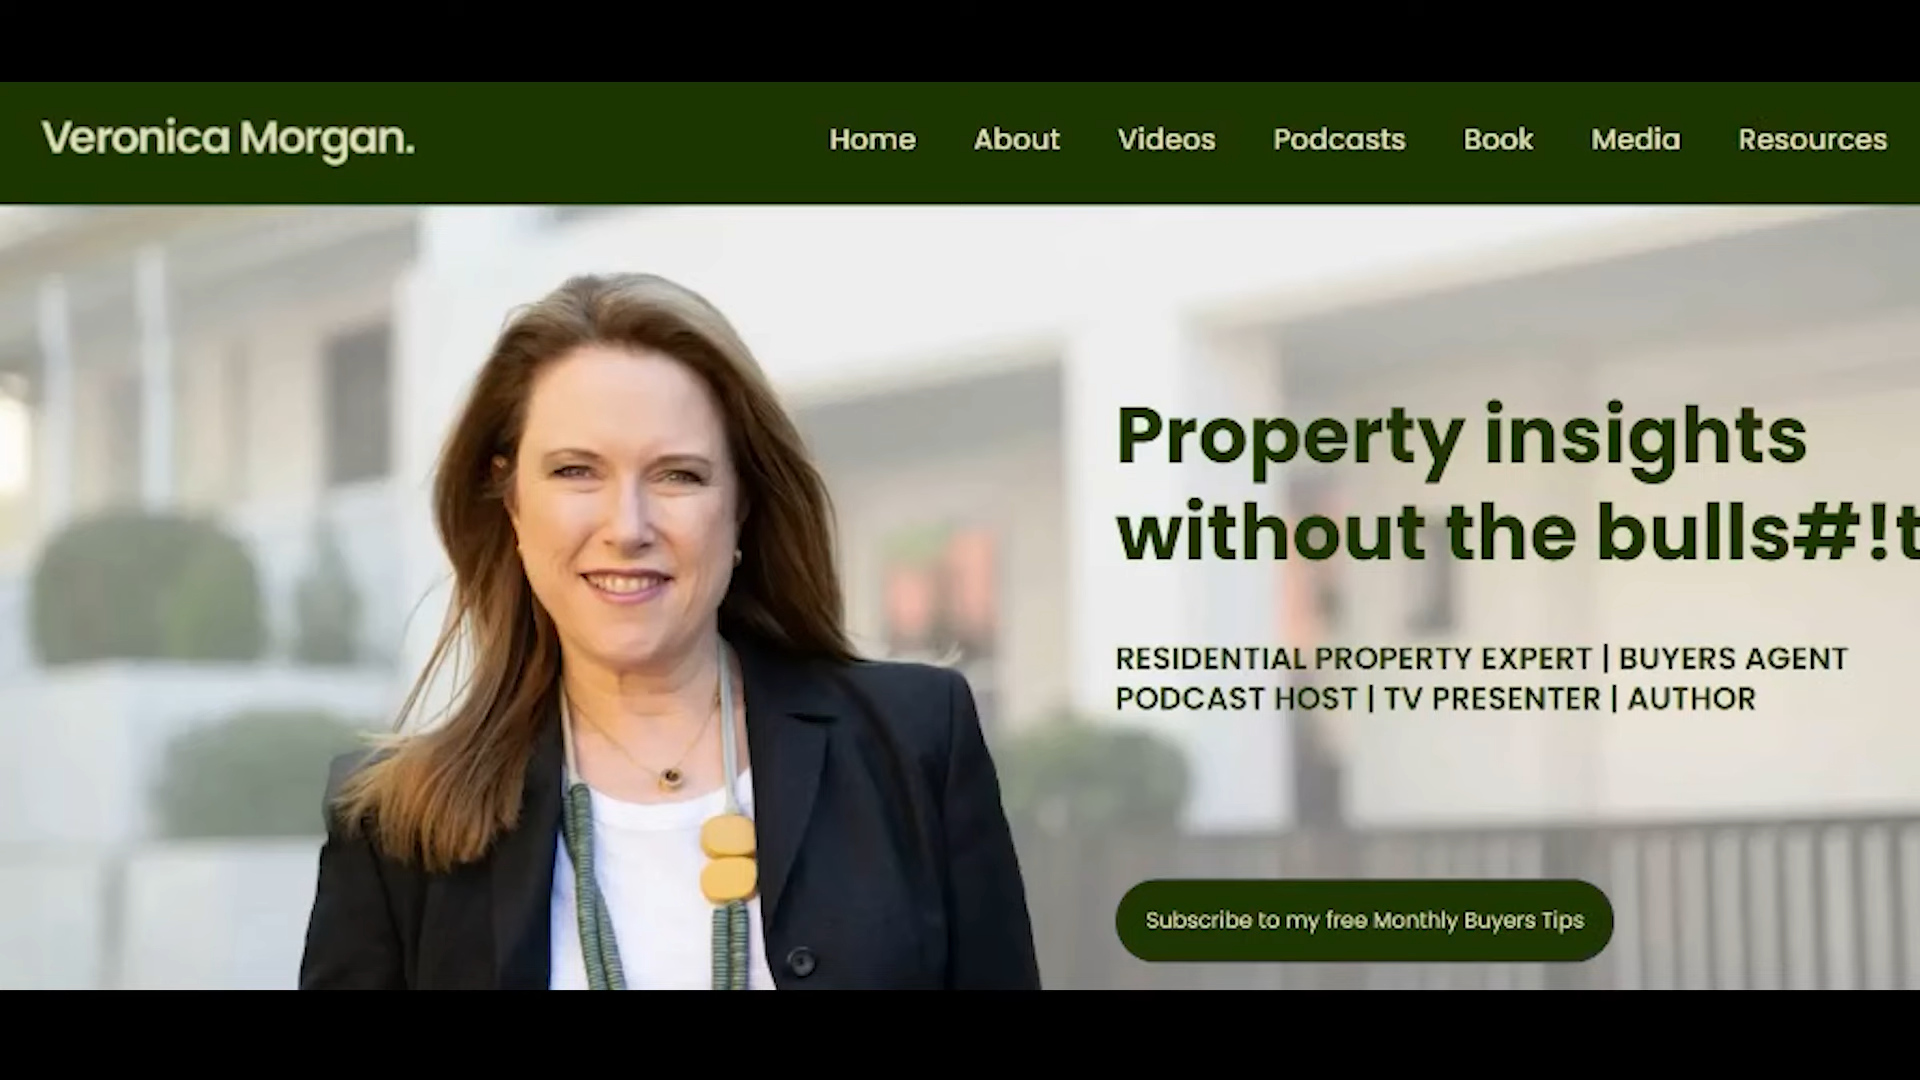 Veronica Morgan.
Home About Videos Podcasts Book Media Resources
Property insights
without the bulls#!t
RESIDENTIAL PROPERTY EXPERT | BUYERS AGENT
PODCAST HOST | TV PRESENTER | AUTHOR
Subscribe to my free Monthly Buyers Tips